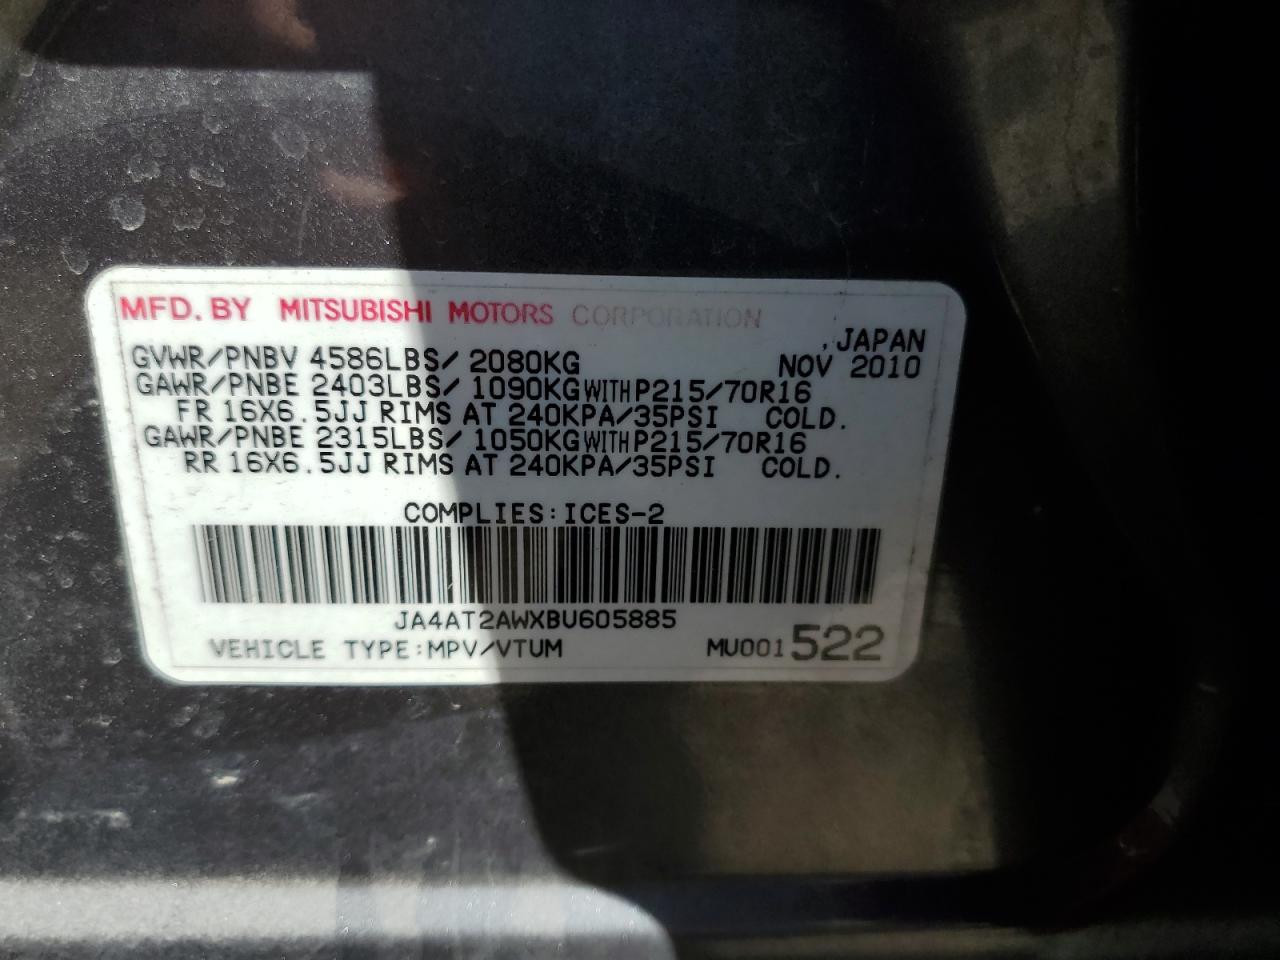 MFD. BY MITSUBISHI MOTORS CORPORATION
, JAPAN
GVWR/PNBV 4586LBS/ 2080KG NOV 2010
GAWR/PNBE 2403LBS/ 1090KG WITH P215/70R16
FR 16X6.5JJ RIMS AT 240KPA/35PSI COLD.
GAWR/PNBE 2315LBS/ 1050KG WITH P215/70R16
RR 16X6.5JJ RIMS AT 240KPA/35PSI COLD.
COMPLIES:ICES-2
JA4AT2AWXBU605885
VEHICLE TYPE:MPV/VTUM MU001522